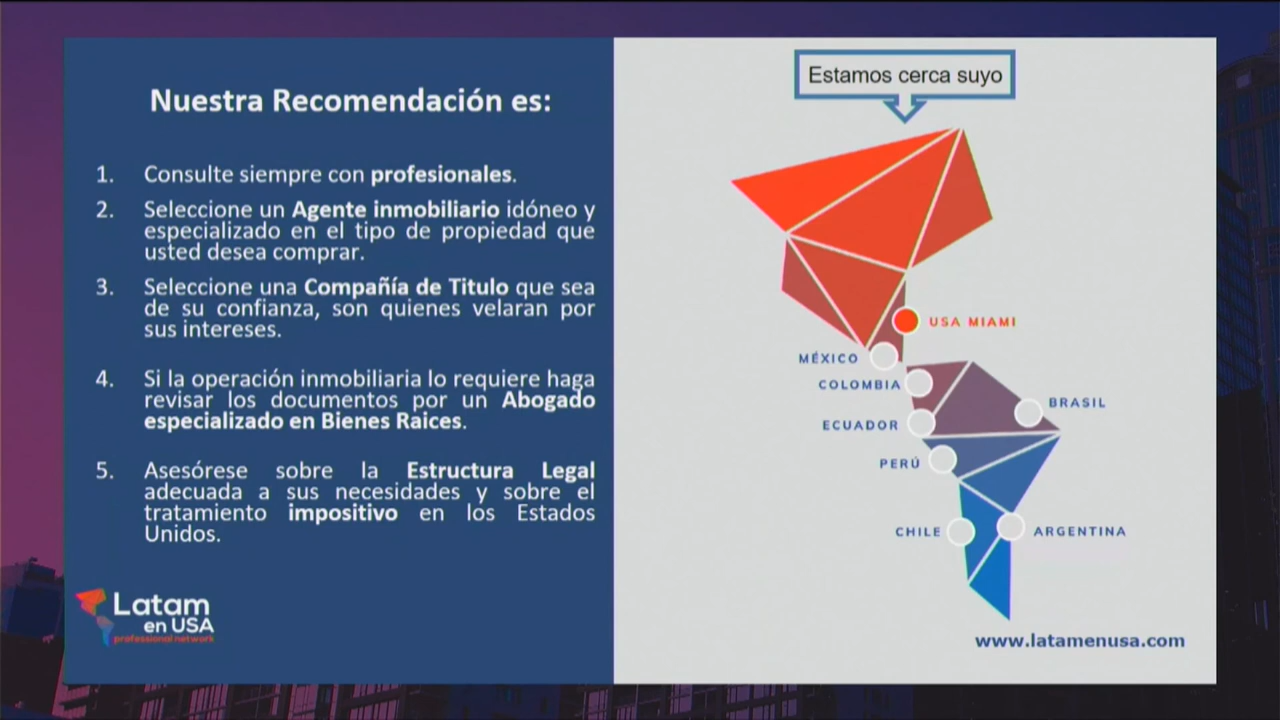 Nuestra Recomendación es:
1. Consulte siempre con profesionales.
2. Seleccione un Agente inmobiliario idóneo y
especializado en el tipo de propiedad que
usted desea comprar.
3. Seleccione una Compañía de Titulo que sea
de su confianza, son quienes velaran por
sus intereses.
4. Si la operación inmobiliaria lo requiere haga
revisar los documentos por un Abogado
especializado en Bienes Raices.
5. Asesórese sobre la Estructura Legal
adecuada a sus necesidades y sobre el
tratamiento impositivo en los Estados
Unidos.
Latam
en USA
professional network
Estamos cerca suyo
USA MIAMI
MÉXICO
COLOMBIA
BRASIL
ECUADOR
PERÚ
CHILE
ARGENTINA
www.latamenusa.com